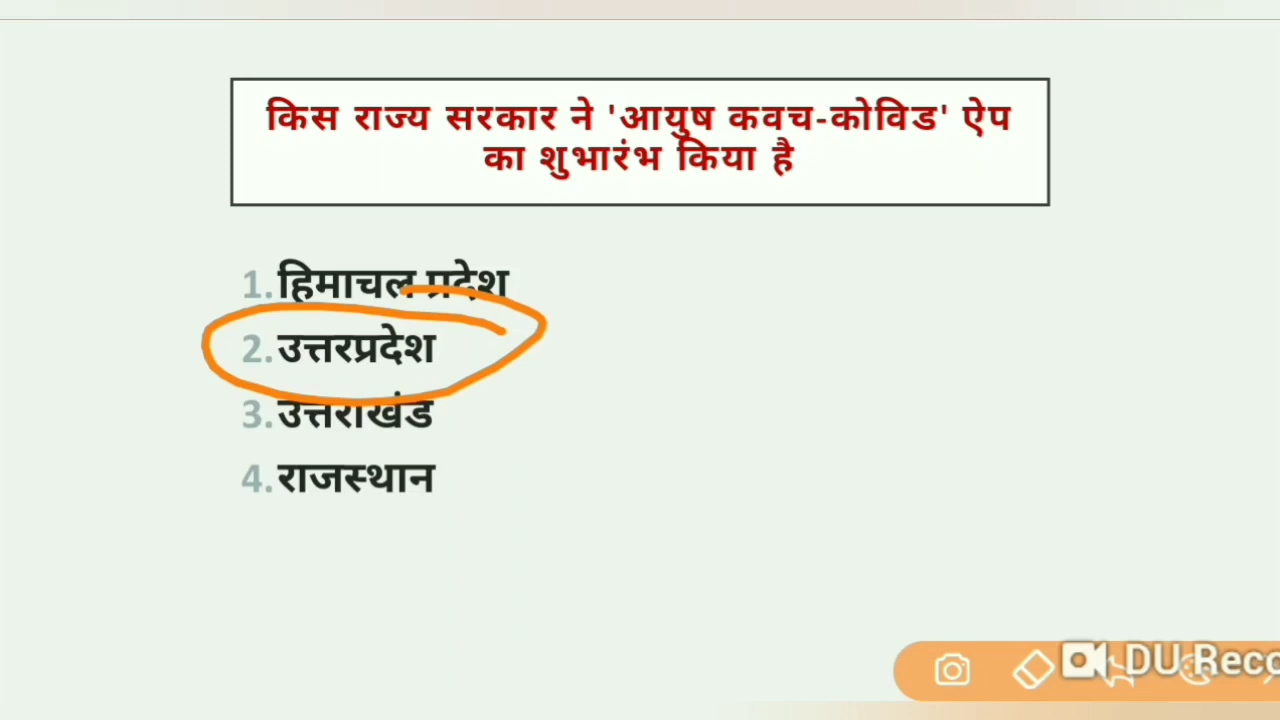 किस राज्य सरकार ने 'आयुष कवच-कोविड' ऐप
का शुभारंभ किया है
1. हिमाचल प्रदेश
2. उत्तरप्रदेश
3. उत्तराखंड
4. राजस्थान
DU Reco